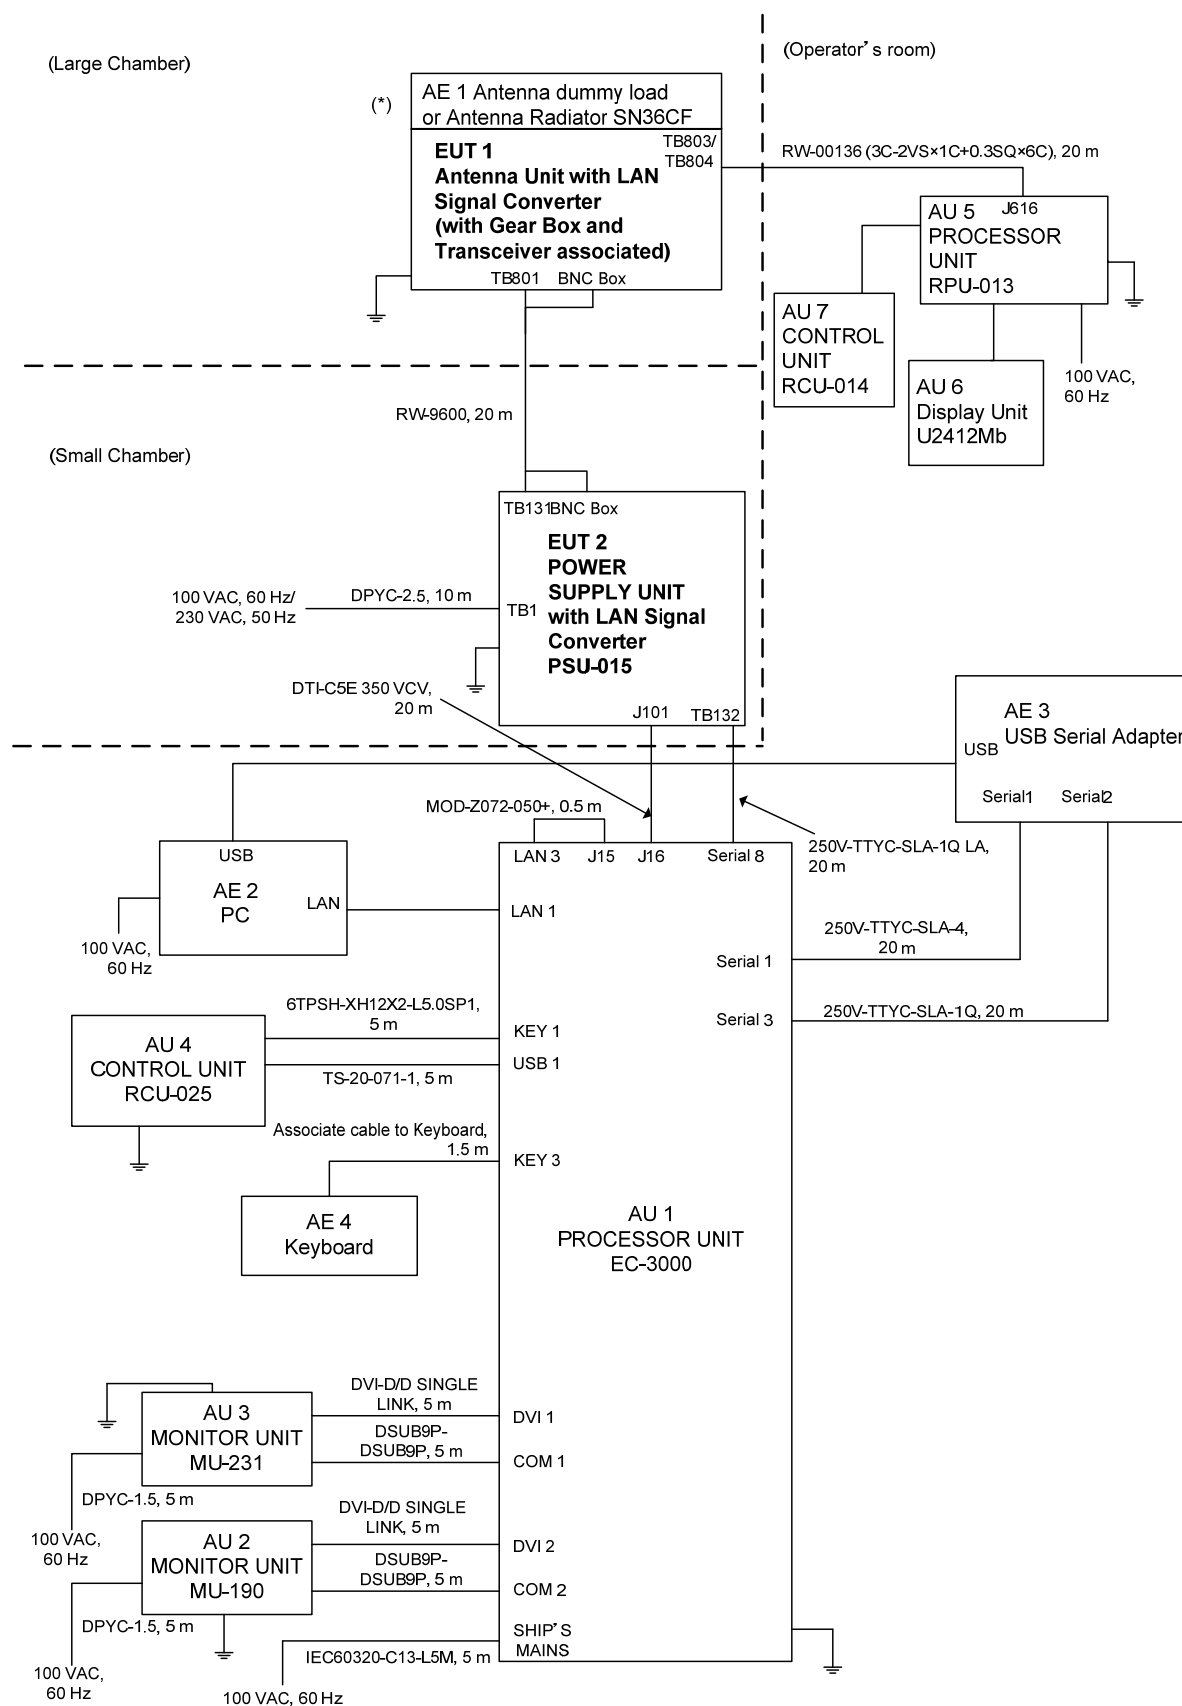 (Large Chamber)
(Operator’s room)
(*)
AE 1 Antenna dummy load
or Antenna Radiator SN36CF
TB803/
TB804
EUT 1
Antenna Unit with LAN
Signal Converter
(with Gear Box and
Transceiver associated)
TB801
BNC Box
RW-00136 (3C-2VS×1C+0.3SQ×6C), 20 m
J616
AU 5
PROCESSOR
UNIT
RPU-013
AU 7
CONTROL
UNIT
RCU-014
AU 6
Display Unit
U2412Mb
100 VAC,
60 Hz
RW-9600, 20 m
(Small Chamber)
TB131
BNC Box
EUT 2
POWER
SUPPLY UNIT
with LAN Signal
Converter
PSU-015
TB1
100 VAC, 60 Hz/
230 VAC, 50 Hz
DPYC-2.5, 10 m
J101
TB132
DTI-C5E 350 VCV,
20 m
AE 3
USB Serial Adapter
USB
Serial1
Serial2
MOD-Z072-050+, 0.5 m
250V-TTYC-SLA-1Q LA,
20 m
LAN 3
J15
J16
Serial 8
USB
AE 2
PC
LAN
LAN 1
100 VAC,
60 Hz
250V-TTYC-SLA-4,
20 m
Serial 1
250V-TTYC-SLA-1Q, 20 m
Serial 3
6TPSH-XH12X2-L5.0SP1,
5 m
KEY 1
AU 4
CONTROL UNIT
RCU-025
USB 1
TS-20-071-1, 5 m
Associate cable to Keyboard,
1.5 m
KEY 3
AE 4
Keyboard
AU 1
PROCESSOR UNIT
EC-3000
DVI-D/D SINGLE
LINK, 5 m
DVI 1
AU 3
MONITOR UNIT
MU-231
DSUB9P-
DSUB9P, 5 m
COM 1
DPYC-1.5, 5 m
100 VAC,
60 Hz
DVI-D/D SINGLE
LINK, 5 m
DVI 2
AU 2
MONITOR UNIT
MU-190
DSUB9P-
DSUB9P, 5 m
COM 2
DPYC-1.5, 5 m
100 VAC,
60 Hz
SHIP’S
MAINS
IEC60320-C13-L5M, 5 m
100 VAC, 60 Hz